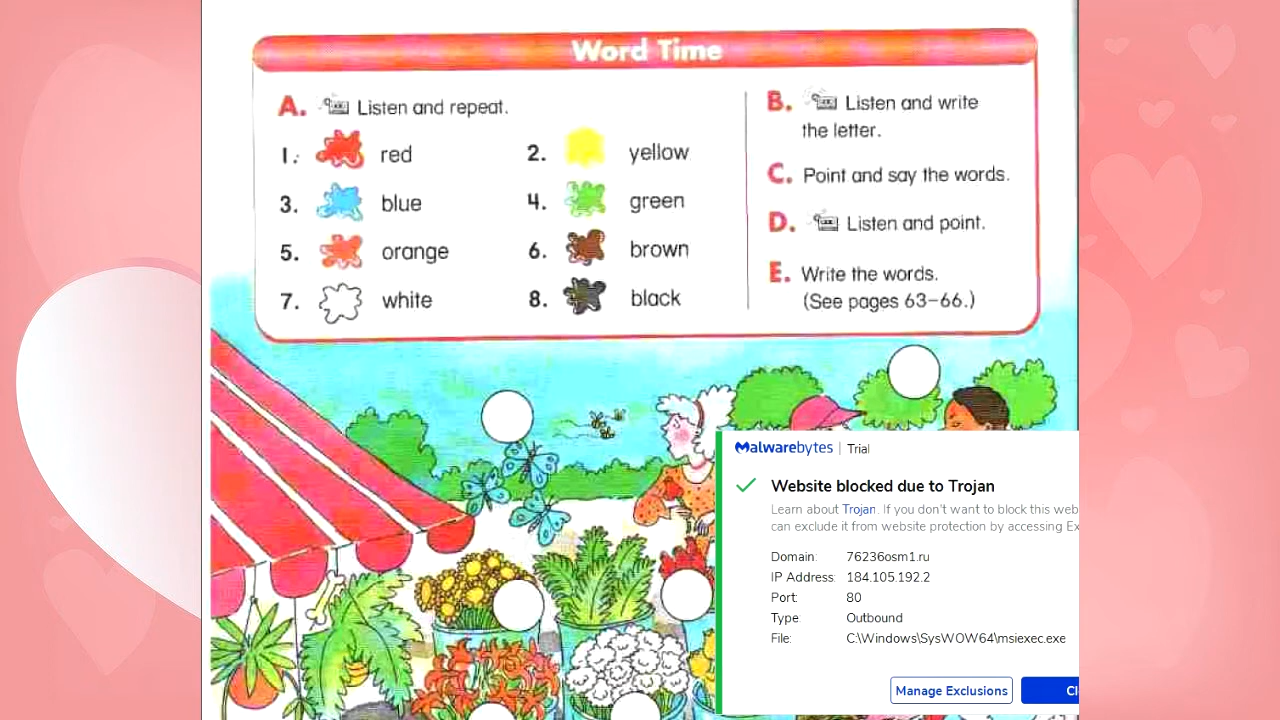 Word Time
A. Listen and repeat.
1. red
2. yellow
3. blue
4. green
5. orange
6. brown
7. white
8. black
B. Listen and write
the letter.
C. Point and say the words.
D. Listen and point.
E. Write the words.
(See pages 63–66.)
Malwarebytes | Trial
Website blocked due to Trojan
Learn about Trojan. If you don't want to block this web
can exclude it from website protection by accessing Ex
Domain: 76236osm1.ru
IP Address: 184.105.192.2
Port: 80
Type: Outbound
File: C:\Windows\SysWOW64\msiexec.exe
Manage Exclusions
Cl